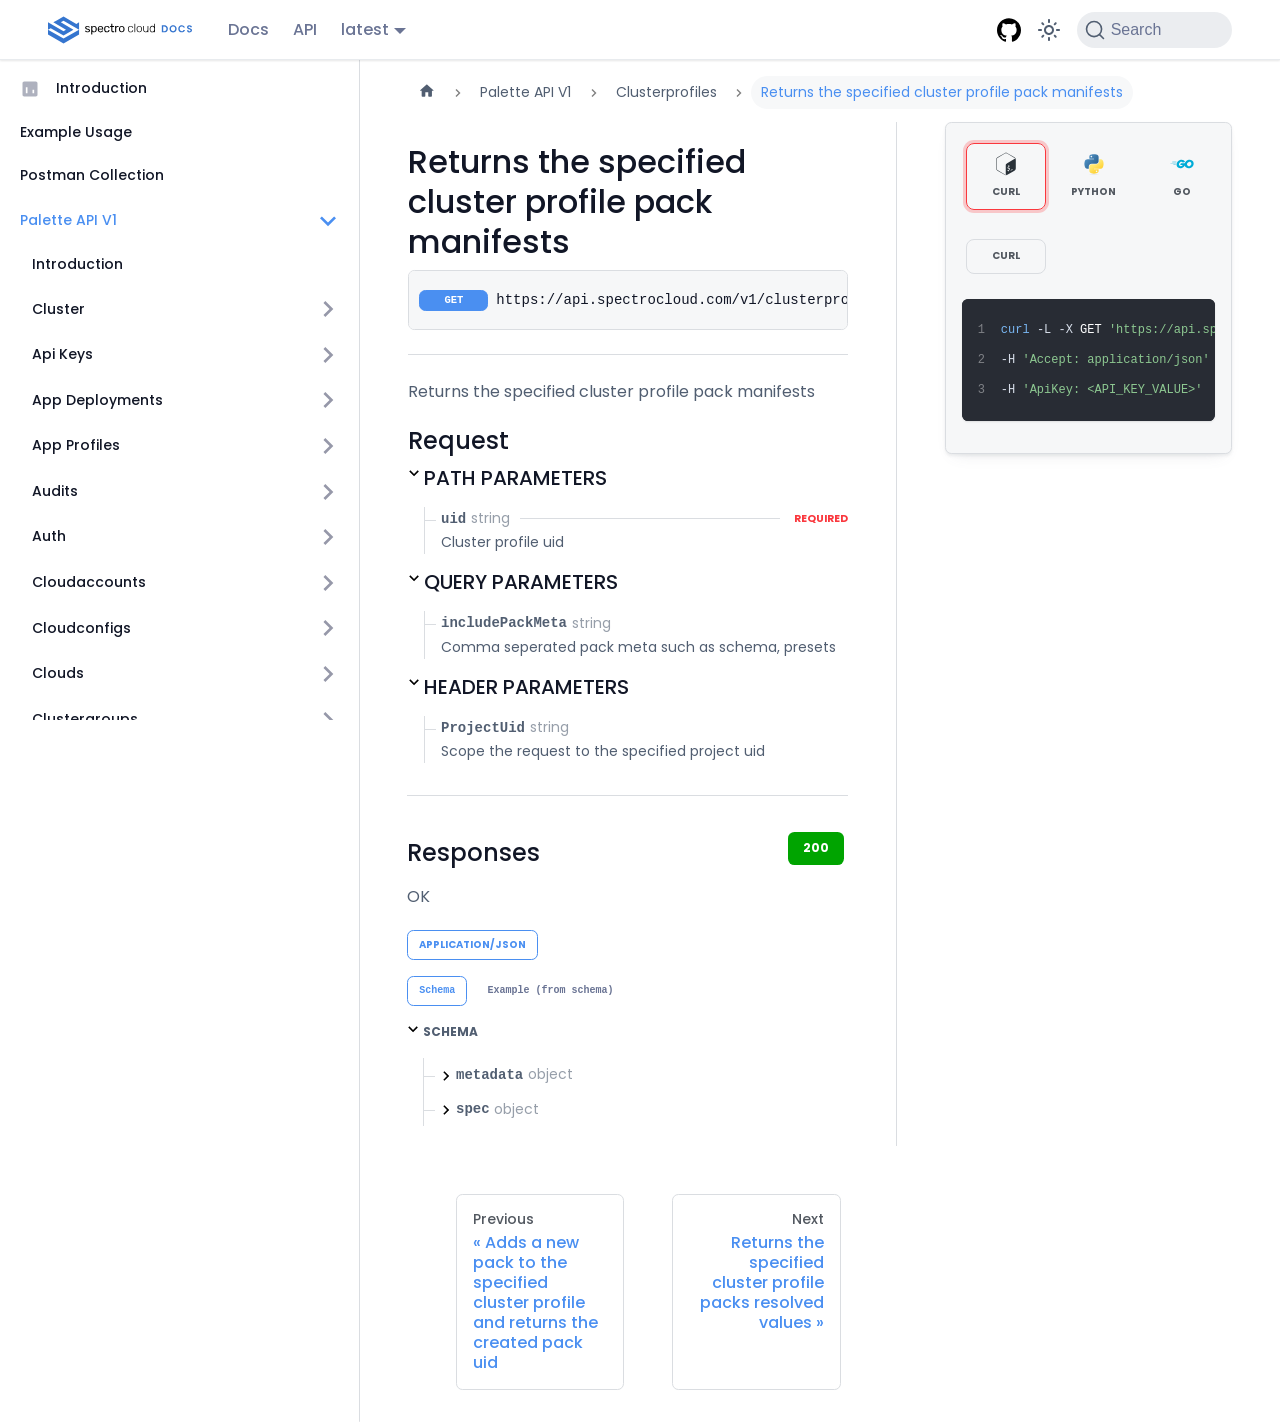 spectro cloud DOCS Docs API latest Search
Introduction
Example Usage
Postman Collection
Palette API V1
Introduction
Cluster
Api Keys
App Deployments
App Profiles
Audits
Auth
Cloudaccounts
Cloudconfigs
Clouds
Clustergroups
Palette API V1 Clusterprofiles Returns the specified cluster profile pack manifests
Returns the specified
cluster profile pack
manifests
GET https://api.spectrocloud.com/v1/clusterpro
Returns the specified cluster profile pack manifests
Request
PATH PARAMETERS
uid string REQUIRED
Cluster profile uid
QUERY PARAMETERS
includePackMeta string
Comma seperated pack meta such as schema, presets
HEADER PARAMETERS
ProjectUid string
Scope the request to the specified project uid
Responses 200
OK
APPLICATION/JSON
Schema Example (from schema)
SCHEMA
metadata object
spec object
CURL PYTHON GO
CURL
1 curl -L -X GET 'https://api.sp
2 -H 'Accept: application/json'
3 -H 'ApiKey: <API_KEY_VALUE>'
Previous
« Adds a new
pack to the
specified
cluster profile
and returns the
created pack
uid
Next
Returns the
specified
cluster profile
packs resolved
values »